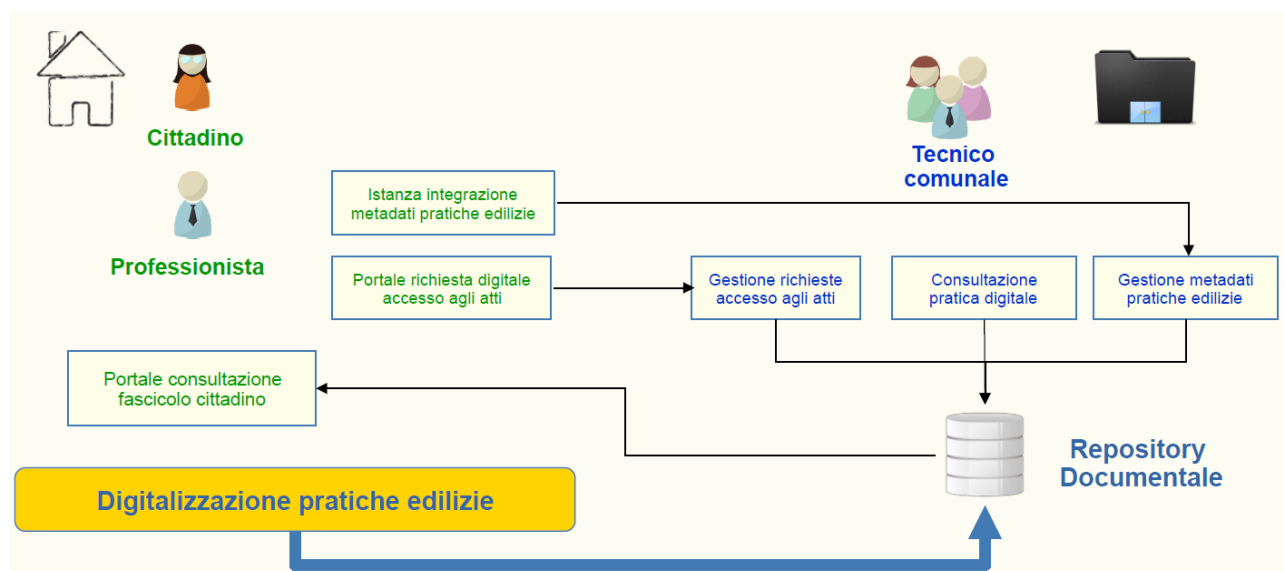 Cittadino
Tecnico
comunale
Professionista
Istanza integrazione
metadati pratiche edilizie
Portale richiesta digitale
accesso agli atti
Gestione richieste
accesso agli atti
Consultazione
pratica digitale
Gestione metadati
pratiche edilizie
Portale consultazione
fascicolo cittadino
Repository
Documentale
Digitalizzazione pratiche edilizie